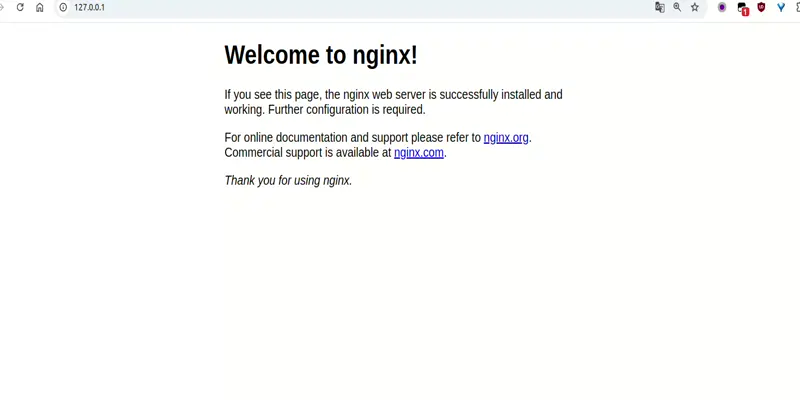 127.0.0.1
1
Welcome to nginx!
If you see this page, the nginx web server is successfully installed and
working. Further configuration is required.
For online documentation and support please refer to nginx.org.
Commercial support is available at nginx.com.
Thank you for using nginx.